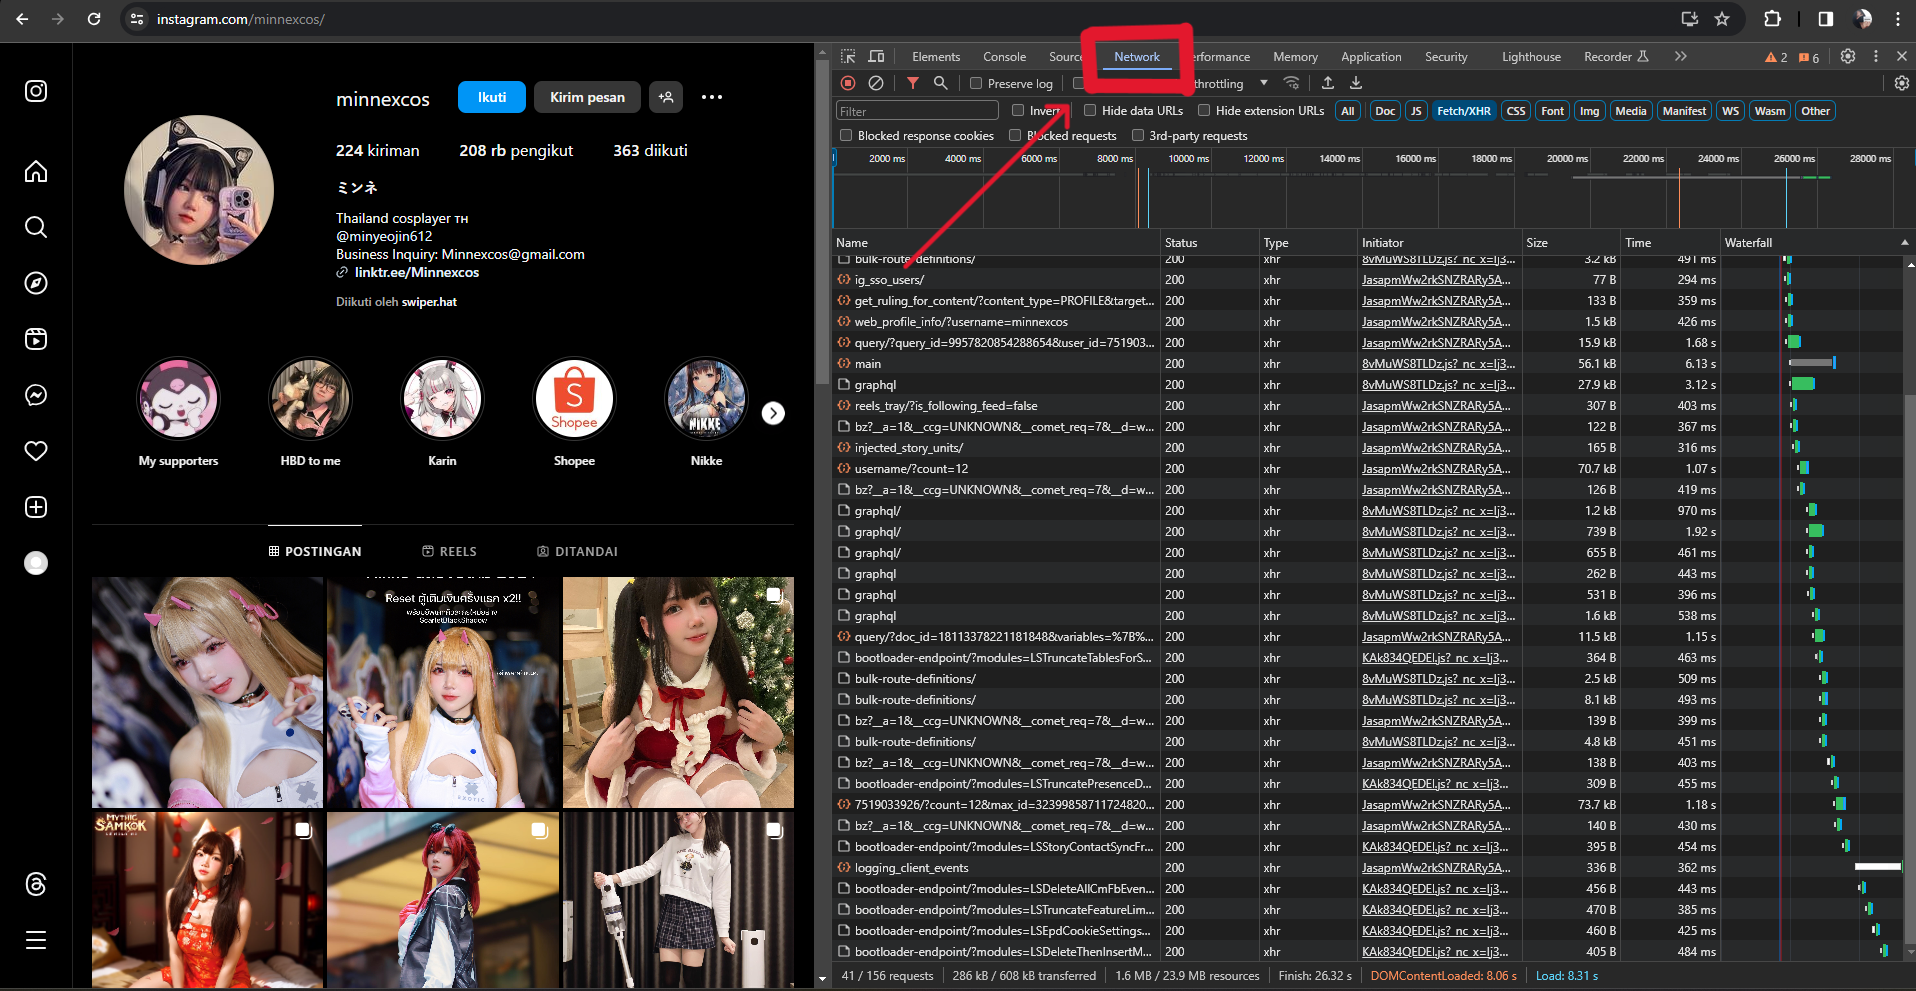 instagram.com/minnexcos/
minnexcos
Ikuti
Kirim pesan
224 kiriman
208 rb pengikut
363 diikuti
ミンネ
Thailand cosplayer TH
@minyeojin612
Business Inquiry: Minnexcos@gmail.com
linktr.ee/Minnexcos
Diikuti oleh swiper.hat
Shopee
NIKKE
My supporters
HBD to me
Karin
Shopee
Nikke
POSTINGAN
REELS
DITANDAI
Reset ตู้เติมเงินครั้งแรก x2!!
ScarletBlackShadow
EXOTIC
MYTHIC
SAMKOK
Elements
Console
Sourc
Network
erformance
Memory
Application
Security
Lighthouse
Recorder
2
6
Preserve log
throttling
Filter
Invert
Hide data URLs
Hide extension URLs
All
Doc
JS
Fetch/XHR
CSS
Font
Img
Media
Manifest
WS
Wasm
Other
Blocked response cookies
Blocked requests
3rd-party requests
2000 ms 4000 ms 6000 ms 8000 ms 10000 ms 12000 ms 14000 ms 16000 ms 18000 ms 20000 ms 22000 ms 24000 ms 26000 ms 28000 ms
Name Status Type Initiator Size Time Waterfall
bulk-route-definitions/ 200 xhr 8vMuWS8TLDz.js?_nc_x=Ij3... 3.2 kB 491 ms
ig_sso_users/ 200 xhr JasapmWw2rkSNZRARy5A... 77 B 294 ms
get_ruling_for_content/?content_type=PROFILE&target... 200 xhr JasapmWw2rkSNZRARy5A... 133 B 359 ms
web_profile_info/?username=minnexcos 200 xhr JasapmWw2rkSNZRARy5A... 1.5 kB 426 ms
query/?query_id=9957820854288654&user_id=751903... 200 xhr JasapmWw2rkSNZRARy5A... 15.9 kB 1.68 s
main 200 xhr 8vMuWS8TLDz.js?_nc_x=Ij3... 56.1 kB 6.13 s
graphql 200 xhr 8vMuWS8TLDz.js?_nc_x=Ij3... 27.9 kB 3.12 s
reels_tray/?is_following_feed=false 200 xhr JasapmWw2rkSNZRARy5A... 307 B 403 ms
bz?__a=1&__ccg=UNKNOWN&__comet_req=7&__d=w... 200 xhr JasapmWw2rkSNZRARy5A... 122 B 367 ms
injected_story_units/ 200 xhr JasapmWw2rkSNZRARy5A... 165 B 316 ms
username/?count=12 200 xhr JasapmWw2rkSNZRARy5A... 70.7 kB 1.07 s
bz?__a=1&__ccg=UNKNOWN&__comet_req=7&__d=w... 200 xhr JasapmWw2rkSNZRARy5A... 126 B 419 ms
graphql/ 200 xhr 8vMuWS8TLDz.js?_nc_x=Ij3... 1.2 kB 970 ms
graphql/ 200 xhr 8vMuWS8TLDz.js?_nc_x=Ij3... 739 B 1.92 s
graphql/ 200 xhr 8vMuWS8TLDz.js?_nc_x=Ij3... 655 B 461 ms
graphql 200 xhr 8vMuWS8TLDz.js?_nc_x=Ij3... 262 B 443 ms
graphql 200 xhr 8vMuWS8TLDz.js?_nc_x=Ij3... 531 B 396 ms
graphql 200 xhr 8vMuWS8TLDz.js?_nc_x=Ij3... 1.6 kB 538 ms
query/?doc_id=18113378221181848&variables=%7B%... 200 xhr JasapmWw2rkSNZRARy5A... 11.5 kB 1.15 s
bootloader-endpoint/?modules=LSTruncateTablesForS... 200 xhr KAk834QEDEl.js?_nc_x=Ij3... 364 B 463 ms
bulk-route-definitions/ 200 xhr 8vMuWS8TLDz.js?_nc_x=Ij3... 2.5 kB 509 ms
bulk-route-definitions/ 200 xhr 8vMuWS8TLDz.js?_nc_x=Ij3... 8.1 kB 493 ms
bz?__a=1&__ccg=UNKNOWN&__comet_req=7&__d=w... 200 xhr JasapmWw2rkSNZRARy5A... 139 B 399 ms
bulk-route-definitions/ 200 xhr 8vMuWS8TLDz.js?_nc_x=Ij3... 4.8 kB 451 ms
bz?__a=1&__ccg=UNKNOWN&__comet_req=7&__d=w... 200 xhr JasapmWw2rkSNZRARy5A... 138 B 403 ms
bootloader-endpoint/?modules=LSTruncatePresenceD... 200 xhr KAk834QEDEl.js?_nc_x=Ij3... 309 B 455 ms
7519033926/?count=12&max_id=32399858711724820... 200 xhr JasapmWw2rkSNZRARy5A... 73.7 kB 1.18 s
bz?__a=1&__ccg=UNKNOWN&__comet_req=7&__d=w... 200 xhr JasapmWw2rkSNZRARy5A... 140 B 430 ms
bootloader-endpoint/?modules=LSStoryContactSyncFr... 200 xhr KAk834QEDEl.js?_nc_x=Ij3... 395 B 454 ms
logging_client_events 200 xhr JasapmWw2rkSNZRARy5A... 336 B 362 ms
bootloader-endpoint/?modules=LSDeleteAllCmFbEven... 200 xhr KAk834QEDEl.js?_nc_x=Ij3... 456 B 443 ms
bootloader-endpoint/?modules=LSTruncateFeatureLim... 200 xhr KAk834QEDEl.js?_nc_x=Ij3... 470 B 385 ms
bootloader-endpoint/?modules=LSEpdCookieSettings... 200 xhr KAk834QEDEl.js?_nc_x=Ij3... 460 B 425 ms
bootloader-endpoint/?modules=LSDeleteThenInsertM... 200 xhr KAk834QEDEl.js?_nc_x=Ij3... 405 B 484 ms
41 / 156 requests 286 kB / 608 kB transferred 1.6 MB / 23.9 MB resources Finish: 26.32 s DOMContentLoaded: 8.06 s Load: 8.31 s